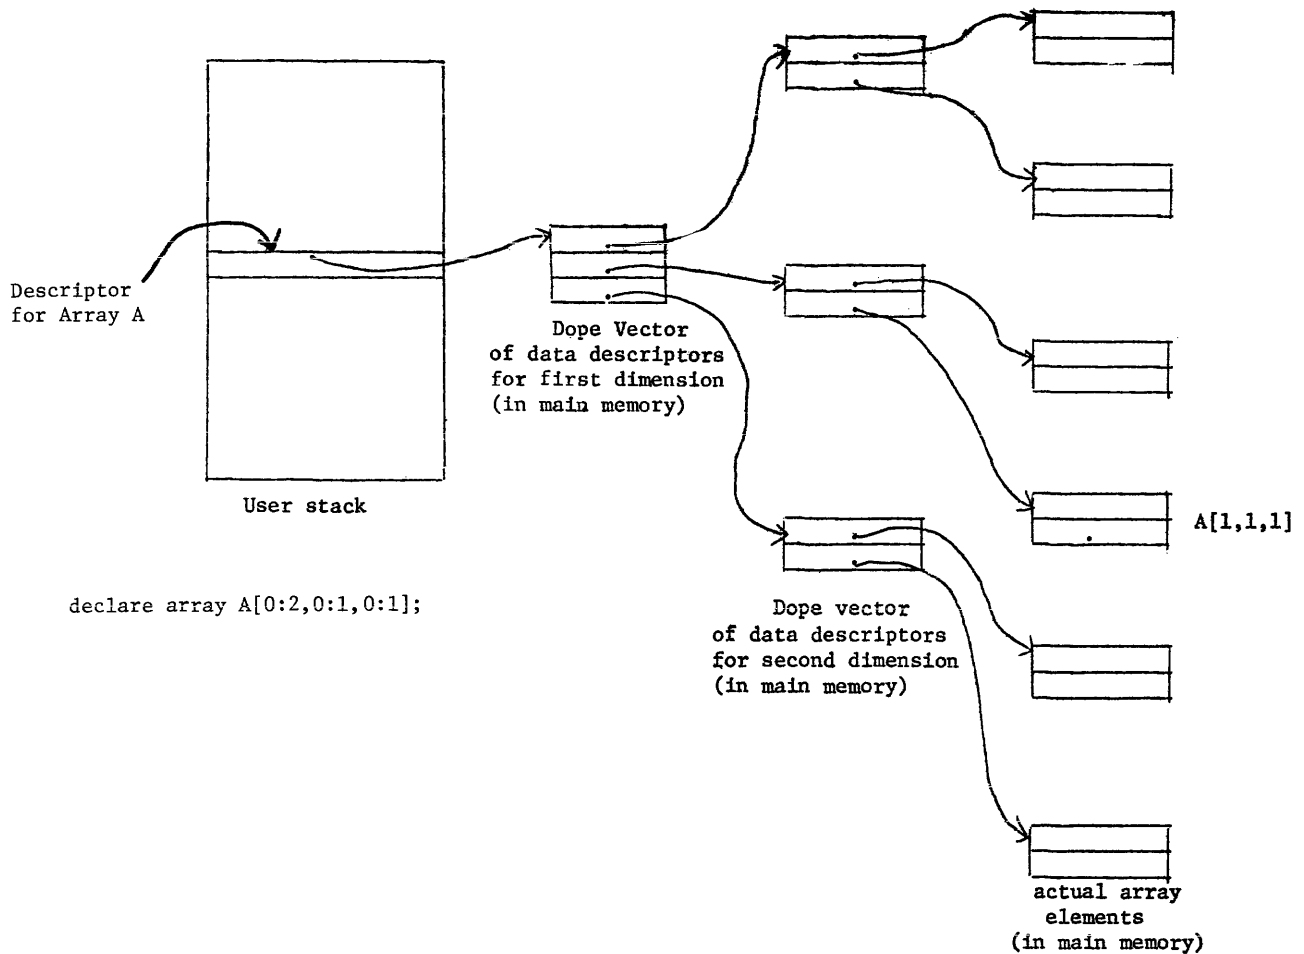 Descriptor
for Array A
Dope Vector
of data descriptors
for first dimension
(in main memory)
User stack
A[1,1,1]
declare array A[0:2,0:1,0:1];
Dope vector
of data descriptors
for second dimension
(in main memory)
actual array
elements
(in main memory)